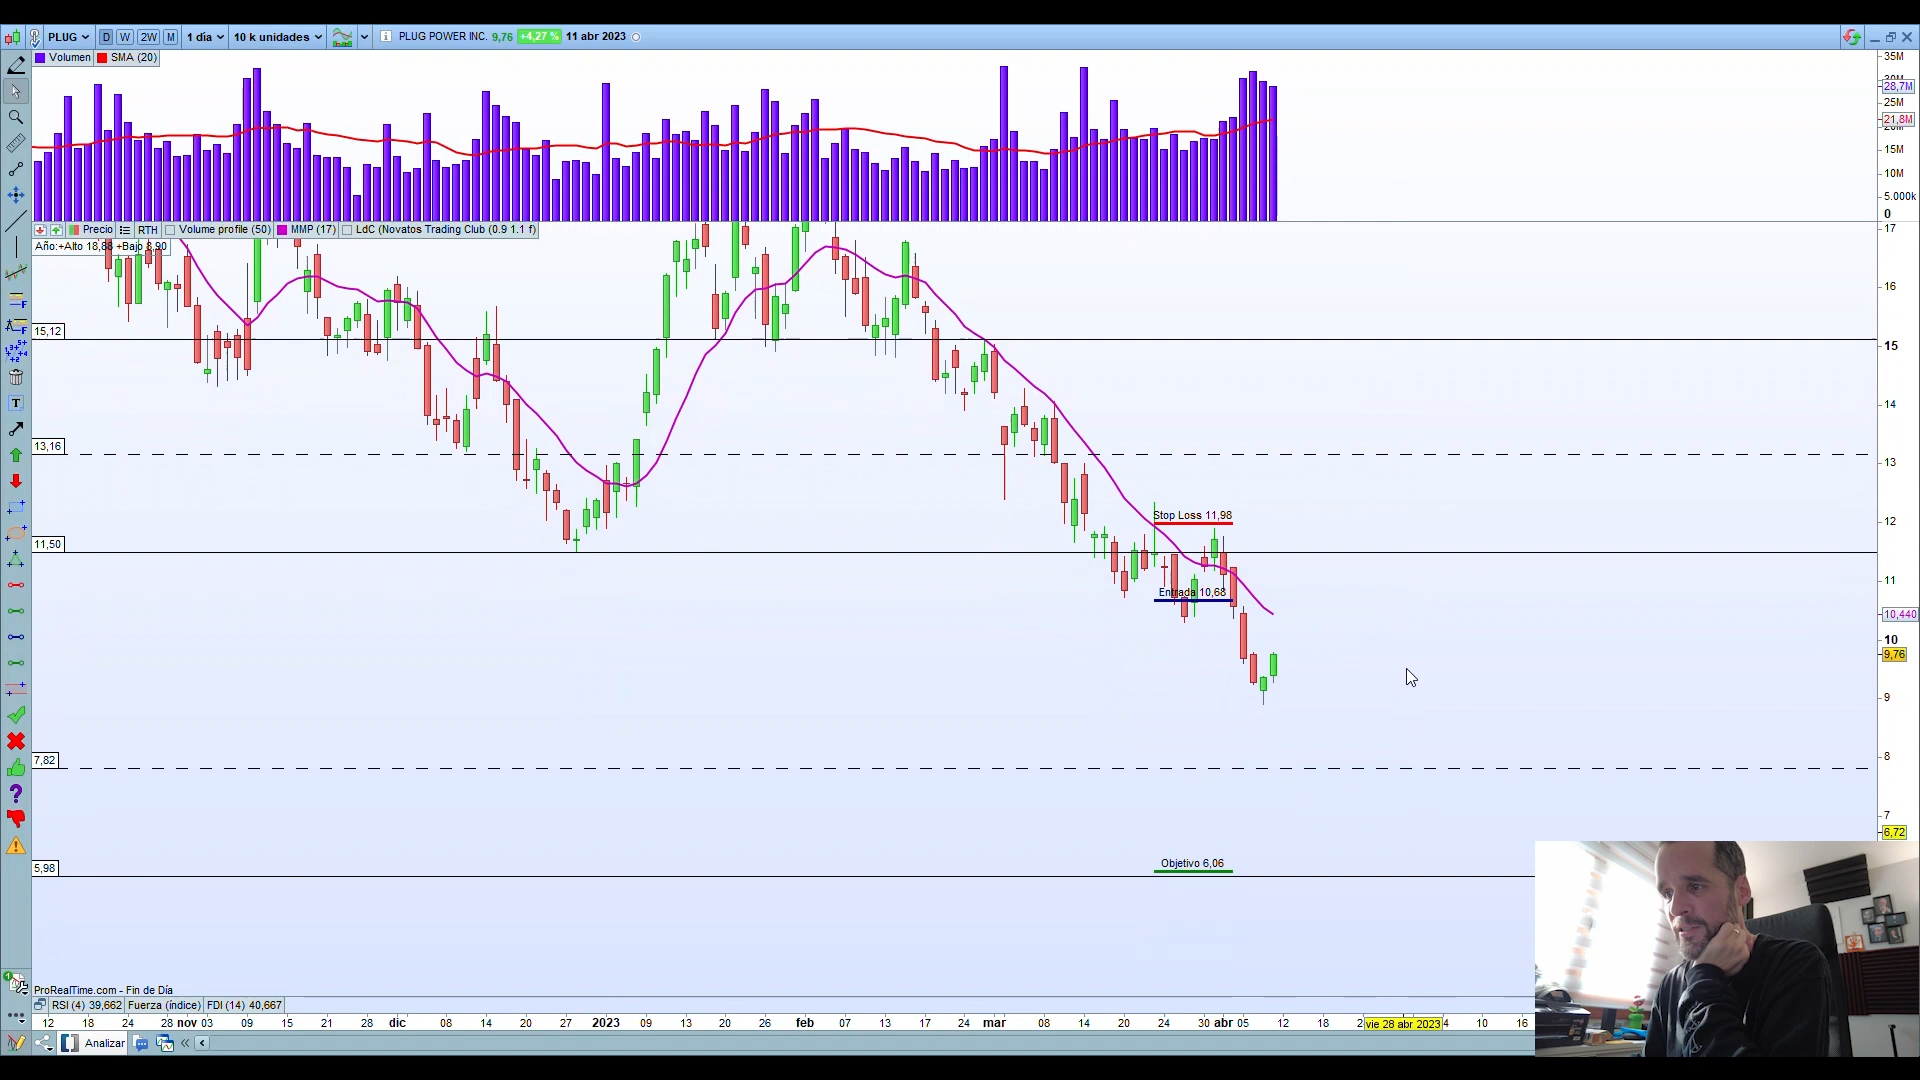 PLUG D W 2W M 1 día 10 k unidades PLUG POWER INC. 9,76 +4,27 % 11 abr 2023
Volumen SMA (20)
35M
30M
28,7M
25M
21,8M
20M
15M
10M
5.000k
0
Precio RTH Volume profile (50) MMP (17) LdC (Novatos Trading Club (0.9 1.1 f)
Año:+Alto 18,88 +Bajo 8,90
17
16
15,12
15
14
13,16
13
12
Stop Loss 11,98
11,50
11
Entrada 10,68
10,440
10
9,76
9
7,82
8
7
6,72
Objetivo 6,06
5,98
ProRealTime.com - Fin de Día
RSI (4) 39,662 Fuerza (índice) FDI (14) 40,667
12 18 24 28 nov 03 09 15 21 28 dic 08 14 20 27 2023 09 13 20 26 feb 07 13 17 24 mar 08 14 20 24 30 abr 05 12 18 2 vie 28 abr 2023 4 10 16
Analizar